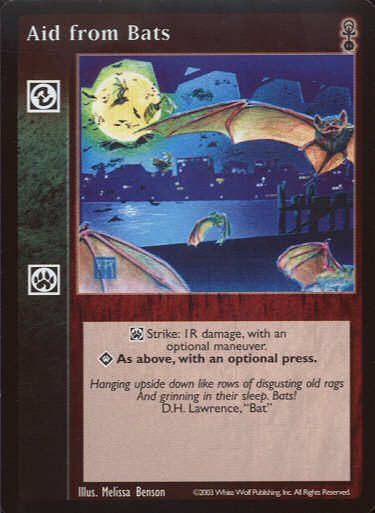 Aid from Bats
Strike: 1R damage, with an
optional maneuver.
As above, with an optional press.
Hanging upside down like rows of disgusting old rags
And grinning in their sleep. Bats!
D.H. Lawrence, "Bat"
Illus. Melissa Benson
©2003 White Wolf Publishing, Inc. All Rights Reserved.